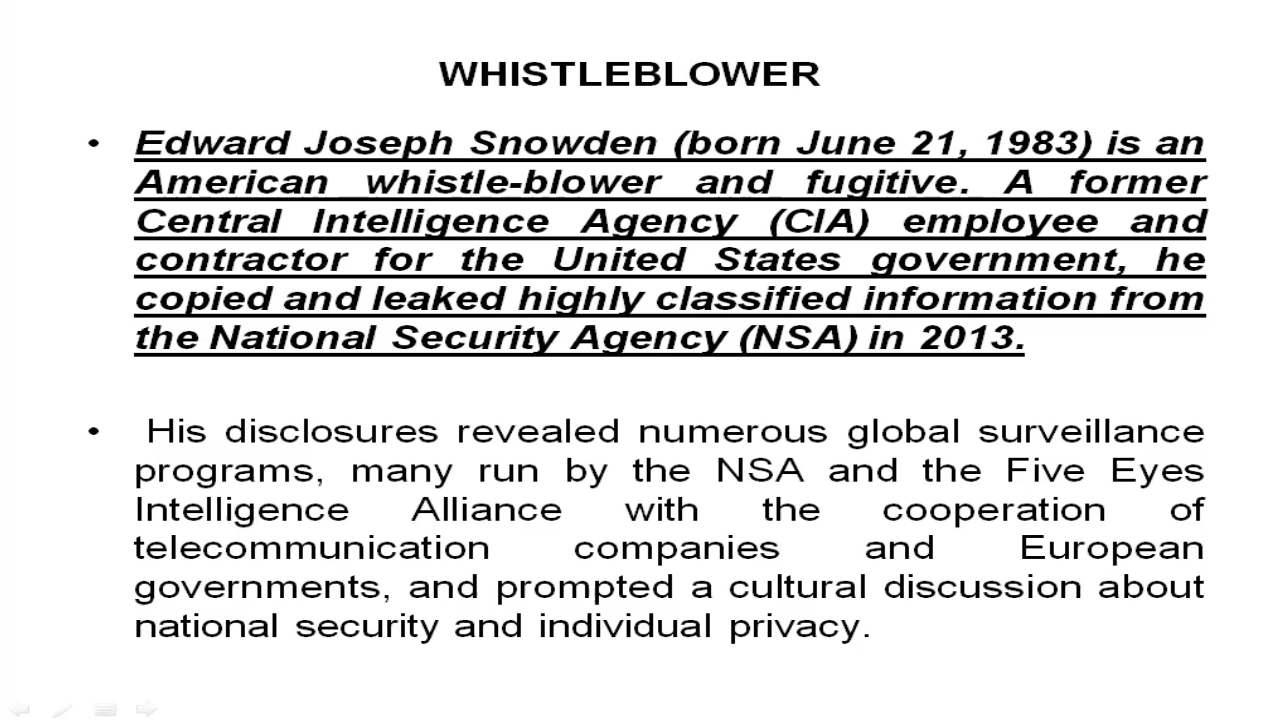 WHISTLEBLOWER
• Edward Joseph Snowden (born June 21, 1983) is an
American whistle-blower and fugitive. A former
Central Intelligence Agency (CIA) employee and
contractor for the United States government, he
copied and leaked highly classified information from
the National Security Agency (NSA) in 2013.
• His disclosures revealed numerous global surveillance
programs, many run by the NSA and the Five Eyes
Intelligence Alliance with the cooperation of
telecommunication companies and European
governments, and prompted a cultural discussion about
national security and individual privacy.